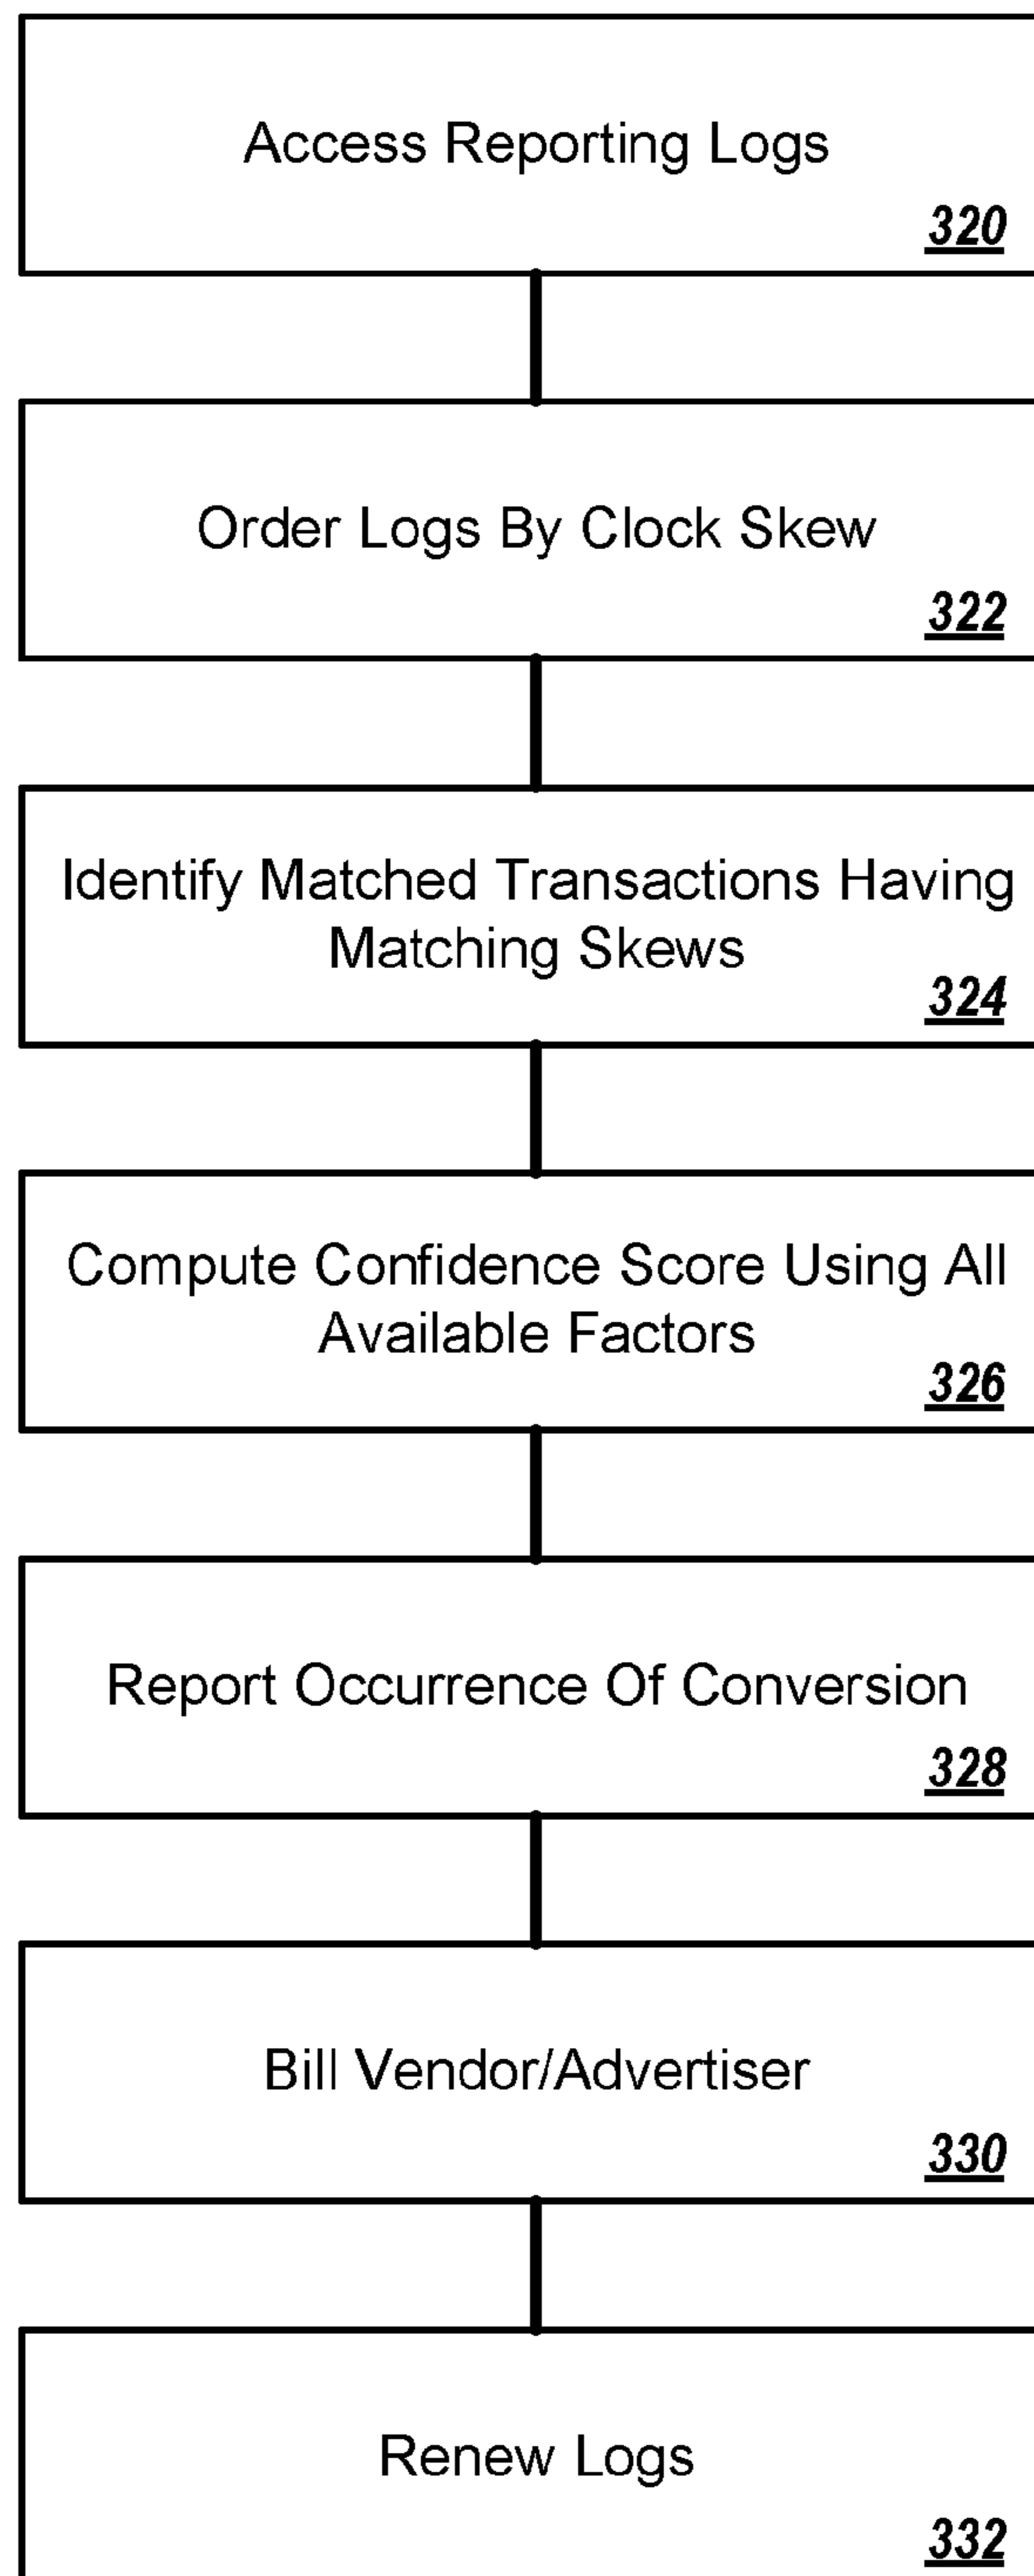 Access Reporting Logs
320
Order Logs By Clock Skew
322
Identify Matched Transactions Having
Matching Skews
324
Compute Confidence Score Using All
Available Factors
326
Report Occurrence Of Conversion
328
Bill Vendor/Advertiser
330
Renew Logs
332